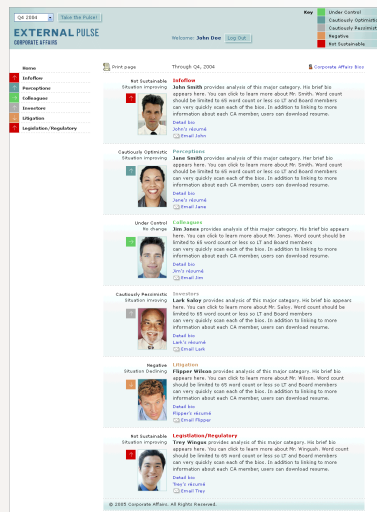 Q4 2004
Take the Pulse!
EXTERNAL PULSE
CORPORATE AFFAIRS
Welcome: John Doe
Log Out
Key
Under Control
Cautiously Optimistic
Cautiously Pessimist
Negative
Not Sustainable
Home
Infoflow
Perceptions
Colleagues
Investors
Litigation
Legislation/Regulatory
Print page
Through Q4, 2004
Corporate Affairs Bios
Not Sustainable
Situation improving
Infoflow
John Smith provides analysis of this major category. His brief bio
appears here. You can click to learn more about Mr. Smith. Word count
should be limited to 65 word count or less so LT and Board members
can very quickly scan each of the bios. In addition to linking to more
information about each CA member, users can download resume.
Detail bio
John's résumé
Email John
Cautiously Optimistic
Situation improving
Perceptions
Jane Smith provides analysis of this major category. Her brief bio
appears here. You can click to learn more about Mr. Smith. Word count
should be limited to 65 word count or less so LT and Board members
can very quickly scan each of the bios. In addition to linking to more
information about each CA member, users can download resume.
Detail bio
Jane's résumé
Email Jane
Under Control
No change
Colleagues
Jim Jones provides analysis of this major category. His brief bio appears
here. You can click to learn more about Mr. Jones. Word count should be
limited to 65 word count or less so LT and Board members
can very quickly scan each of the bios. In addition to linking to more
information about each CA member, users can download resume.
Detail bio
Jim's résumé
Email Jim
Cautiously Pessimistic
Situation imroving
Investory
Lark Saloy provides analysis of this major category. His brief bio
appears here. You can click to learn more about Mr. Saloy. Word count
should be limited to 65 word count or less so LT and Board members
can very quickly scan each of the bios. In addition to linking to more
information about each CA member, users can download resume.
Detail bio
Lark's résumé
Email Lark
Negative
Situation Declining
Litigation
Flipper Wilson provides analysis of this major category. His brief bio
appears here. You can click to learn more about Mr. Wilson. Word count
should be limited to 65 word count or less so LT and Board members
can very quickly scan each of the bios. In addition to linking to more
information about each CA member, users can download resume.
Detail bio
Flipper's résumé
Email Flipper
Not Sustainable
Situation improving
Legistlation/Regulatory
Trey Wingus provides analysis of this major category. His brief bio
appears here. You can click to learn more about Mr. Wingush. Word count
should be limited to 65 word count or less so LT and Board members
can very quickly scan each of the bios. In addition to linking to more
information about each CA member, users can download resume.
Detail bio
Trey's résumé
Email Trey
© 2005 Corporate Affairs. All Rights Reserved.